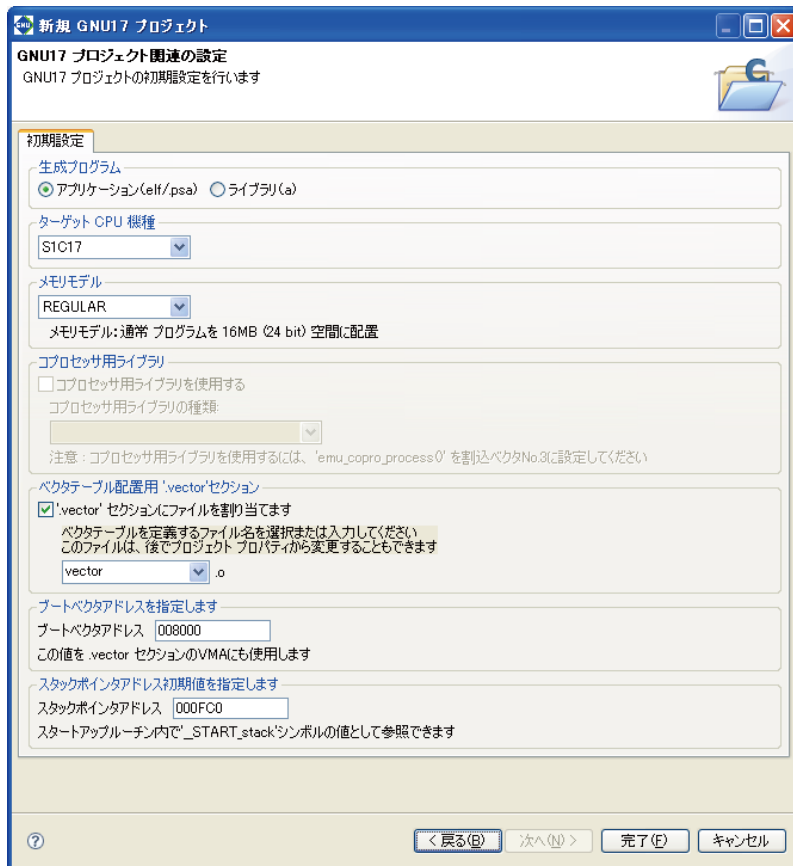 GNU 新規 GNU17 プロジェクト
GNU17 プロジェクト関連の設定
GNU17 プロジェクトの初期設定を行います
C
初期設定
生成プログラム
アプリケーション(elf/.psa) ライブラリ(a)
ターゲット CPU 機種
S1C17
メモリモデル
REGULAR
メモリモデル：通常 プログラムを 16MB (24 bit) 空間に配置
コプロセッサ用ライブラリ
コプロセッサ用ライブラリを使用する
コプロセッサ用ライブラリの種類:
注意 : コプロセッサ用ライブラリを使用するには、'emu_copro_process()' を割込ベクタNo.3に設定してください
ベクタテーブル配置用 '.vector'セクション
'.vector' セクションにファイルを割り当てます
ベクタテーブルを定義するファイル名を選択または入力してください
このファイルは、後でプロジェクト プロパティから変更することもできます
vector .o
ブートベクタアドレスを指定します
ブートベクタアドレス 008000
この値を .vector セクションのVMAにも使用します
スタックポインタアドレス初期値を指定します
スタックポインタアドレス 000FC0
スタートアップルーチン内で'_START_stack'シンボルの値として参照できます
? < 戻る(B) 次へ(N) > 完了(F) キャンセル